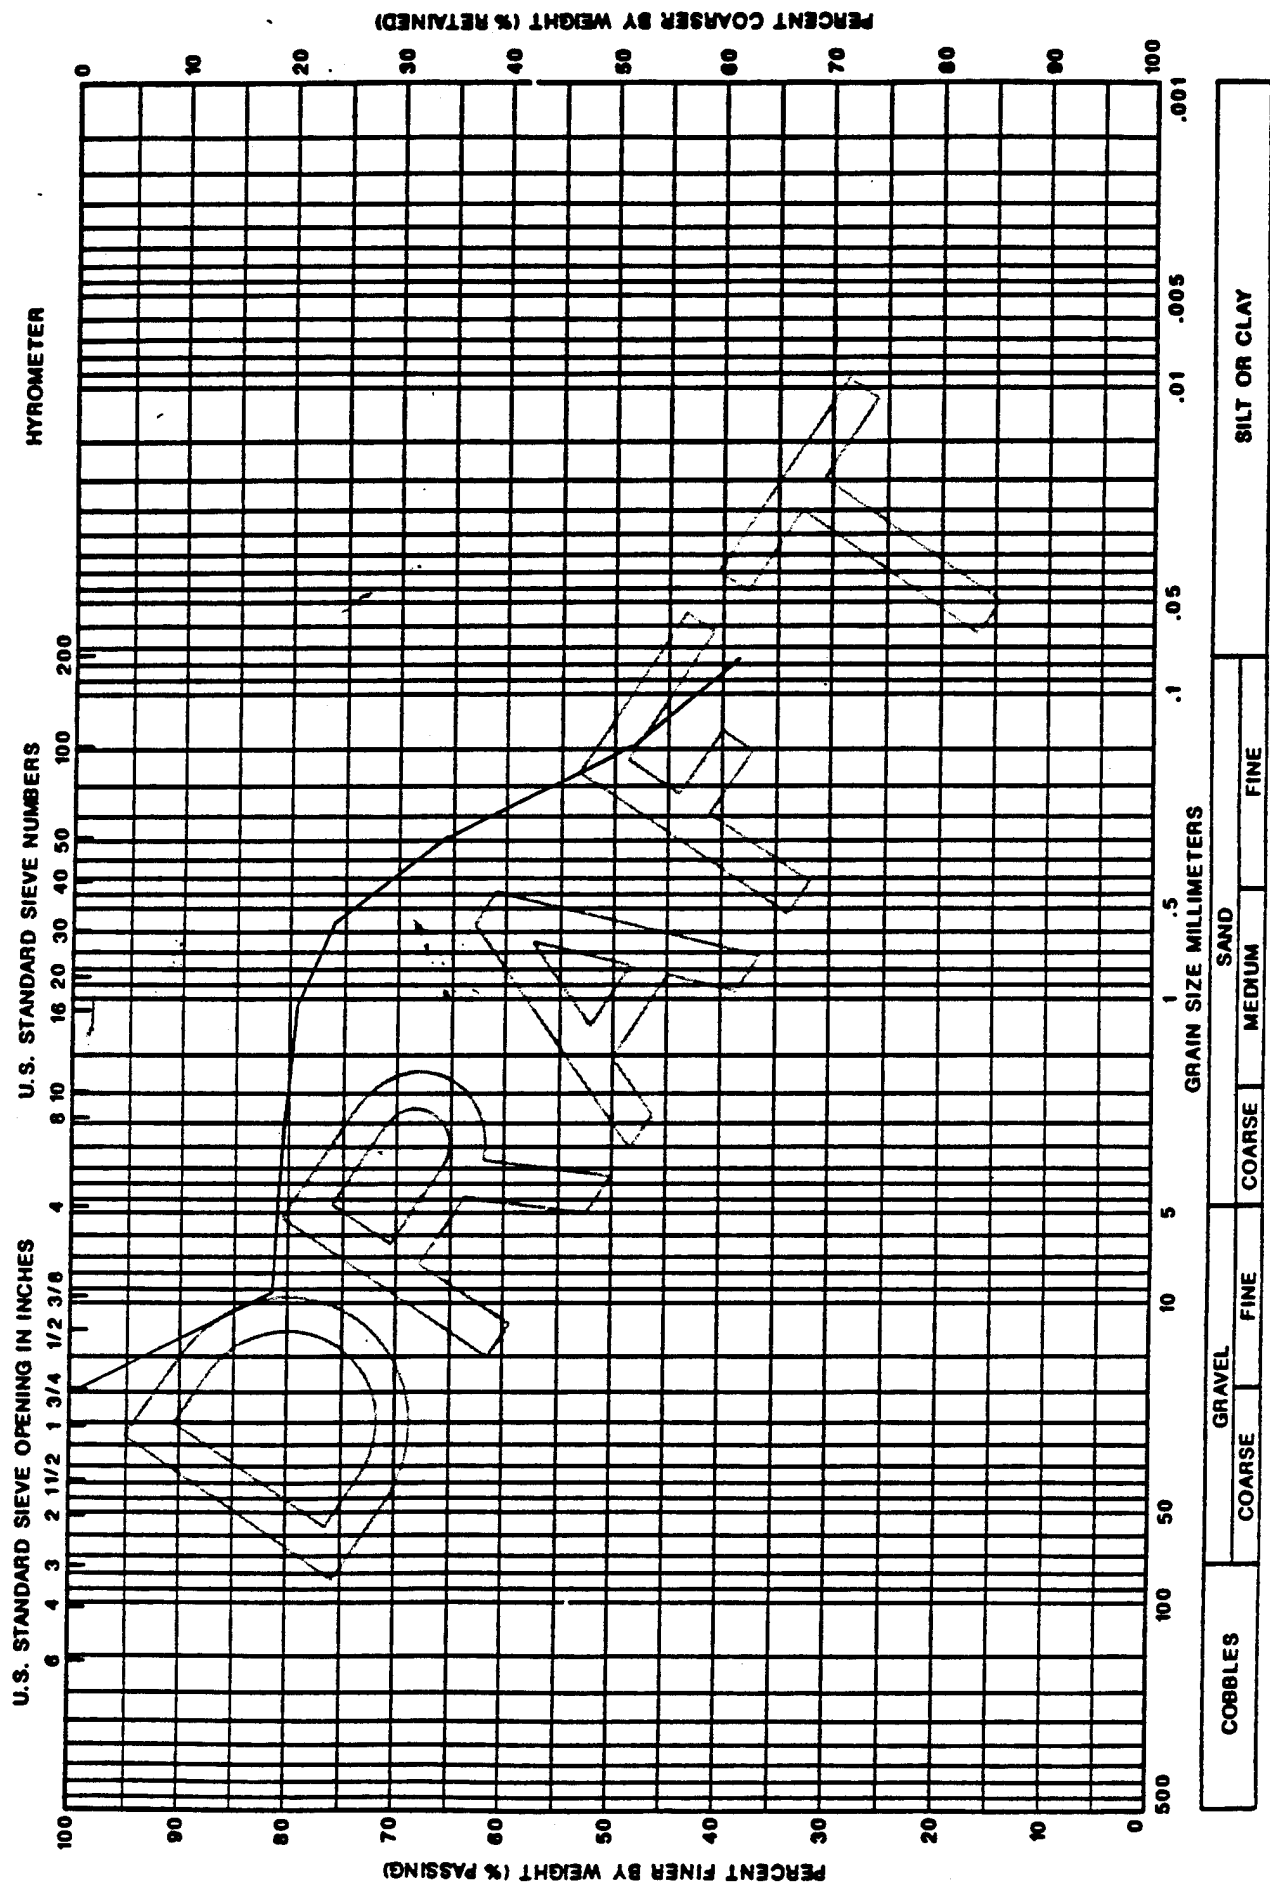 U.S. STANDARD SIEVE OPENING IN INCHES U.S. STANDARD SIEVE NUMBERS HYROMETER
6 4 3 2 1 1/2 1 3/4 1/2 3/8 4 8 10 16 20 30 40 50 100 200
PERCENT FINER BY WEIGHT (% PASSING)
100
90
80
70
60
50
40
30
20
10
0
PERCENT COARSER BY WEIGHT (% RETAINED)
0
10
20
30
40
50
60
70
80
90
100
DRAFT
500 100 50 10 5 1 .5 .1 .05 .01 .005 .001
GRAIN SIZE MILLIMETERS
COBBLES GRAVEL SAND SILT OR CLAY
COARSE FINE COARSE MEDIUM FINE